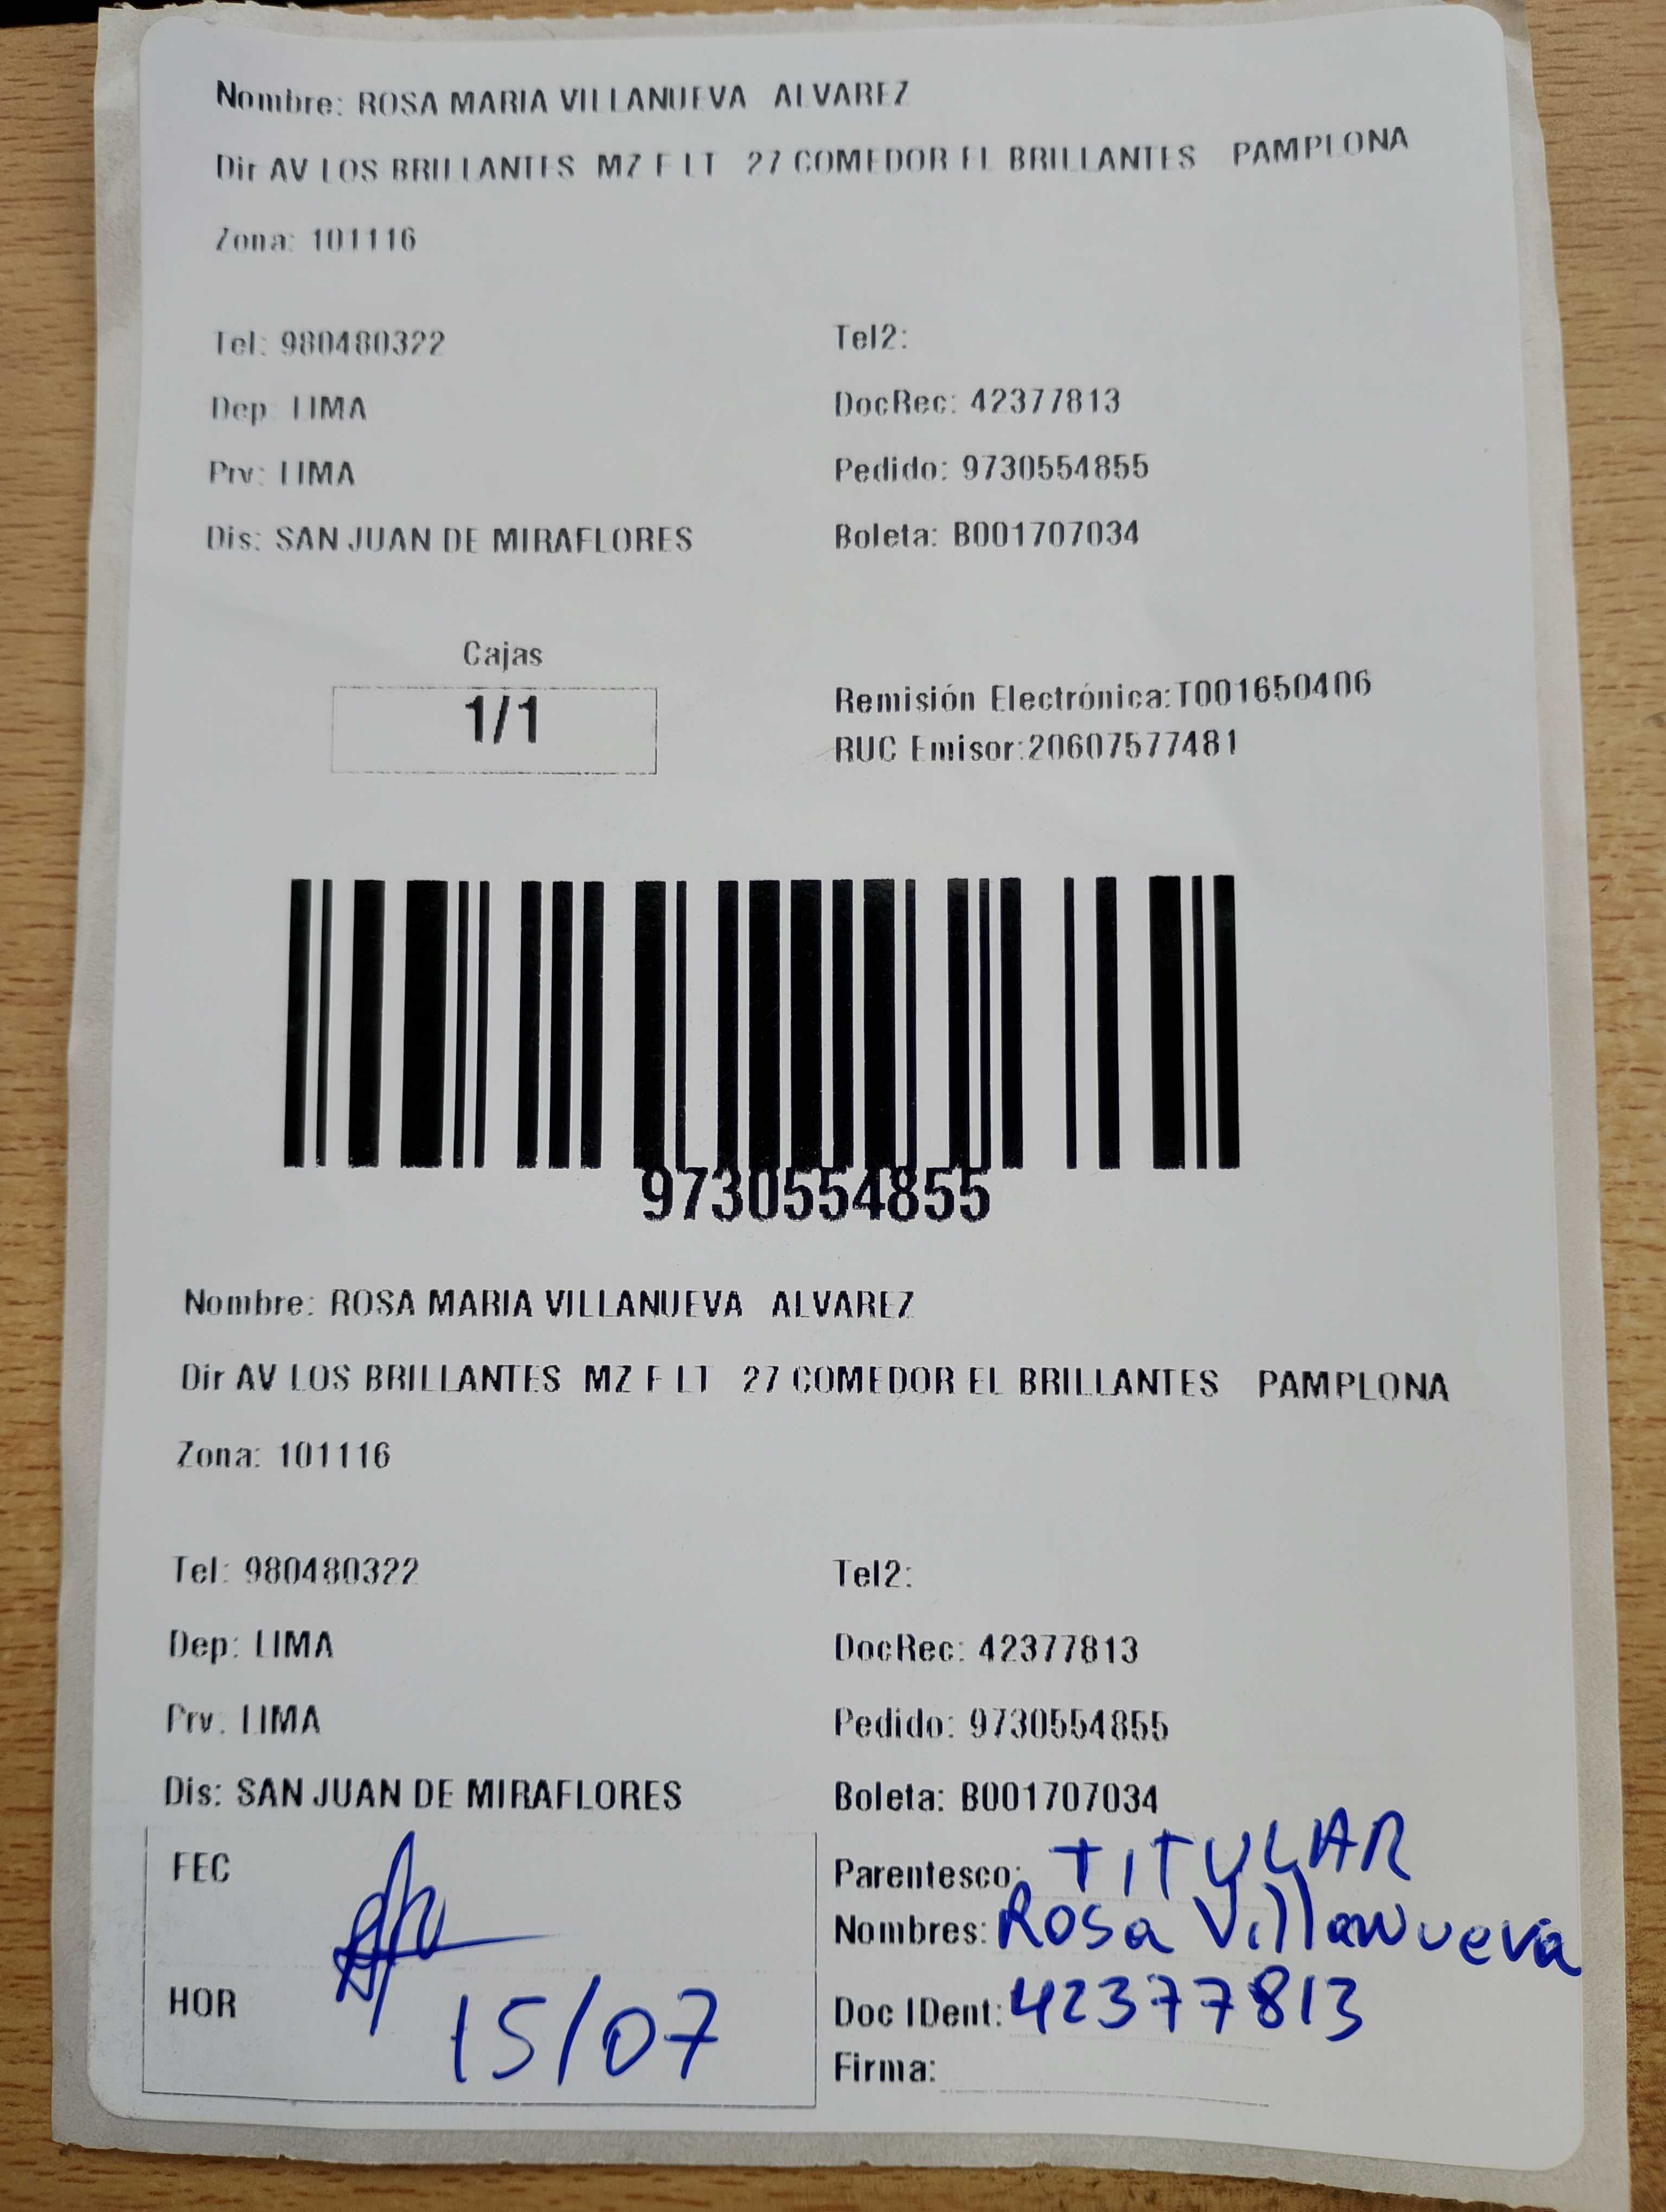 Nombre: ROSA MARIA VILLANUEVA ALVAREZ
Dir AV LOS BRILLANTES MZ F LT 27 COMEDOR EL BRILLANTES PAMPLONA
Zona: 101116
Tel: 980480322 Tel2:
Dep: LIMA DocRec: 42377813
Prv: LIMA Pedido: 9730554855
Dis: SAN JUAN DE MIRAFLORES Boleta: B001707034
Cajas
1/1
Remisión Electrónica:T001650406
RUC Emisor:20607577481
9730554855
Nombre: ROSA MARIA VILLANUEVA ALVAREZ
Dir AV LOS BRILLANTES MZ F LT 27 COMEDOR EL BRILLANTES PAMPLONA
Zona: 101116
Tel: 980480322 Tel2:
Dep: LIMA DocRec: 42377813
Prv: LIMA Pedido: 9730554855
Dis: SAN JUAN DE MIRAFLORES Boleta: B001707034
FEC
HOR 15/07
Parentesco: TITULAR
Nombres: Rosa Villanueva
Doc IDent: 42377813
Firma: